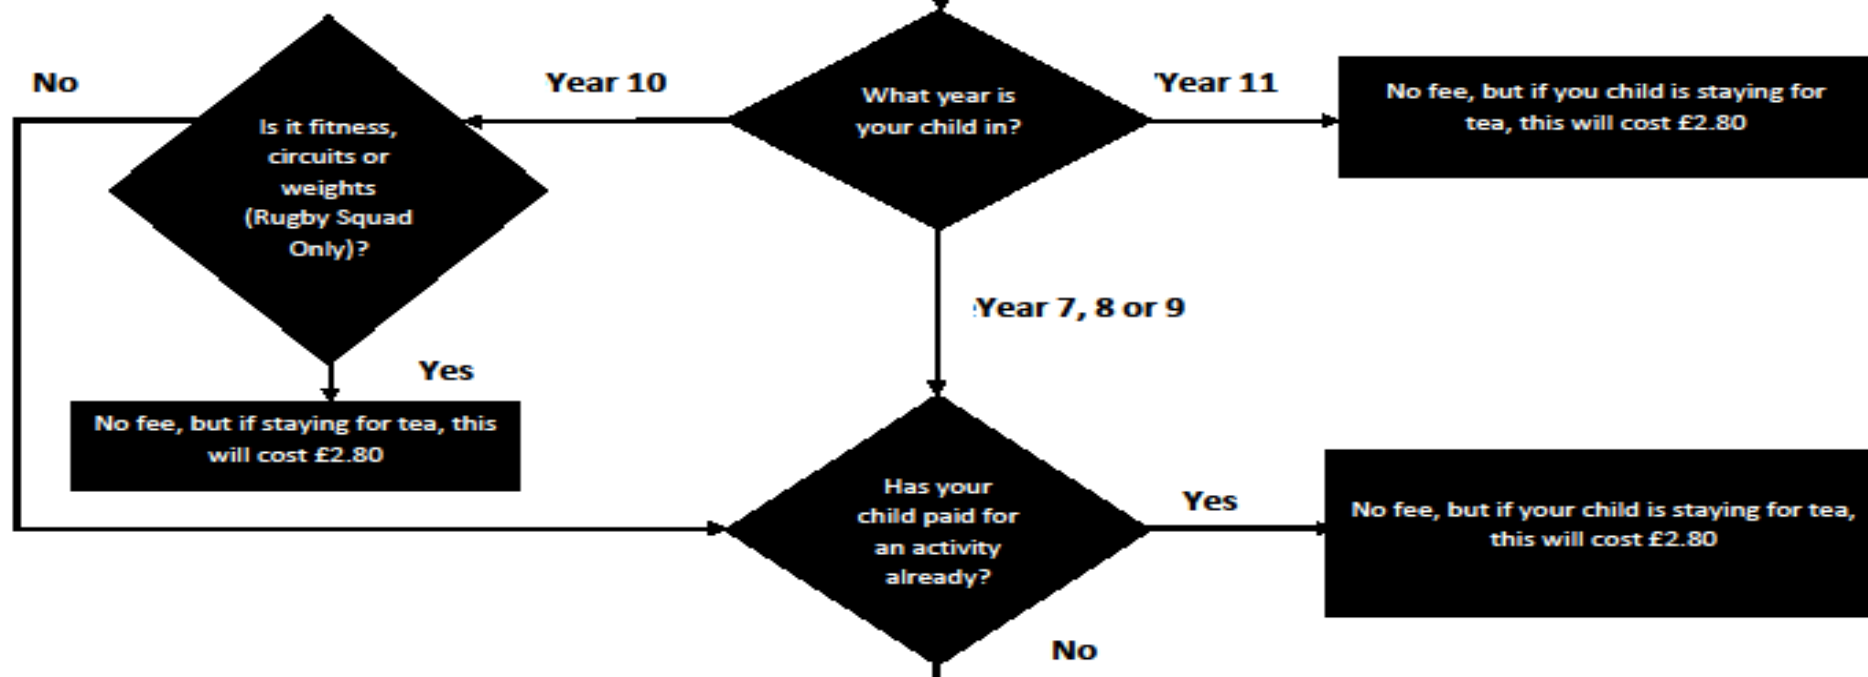 No
Year 10
What year is
your child in?
Year 11
No fee, but if you child is staying for
tea, this will cost £2.80
Is it fitness,
circuits or
weights
(Rugby Squad
Only)?
Year 7, 8 or 9
Yes
No fee, but if staying for tea, this
will cost £2.80
Has your
child paid for
an activity
already?
Yes
No fee, but if your child is staying for tea,
this will cost £2.80
No